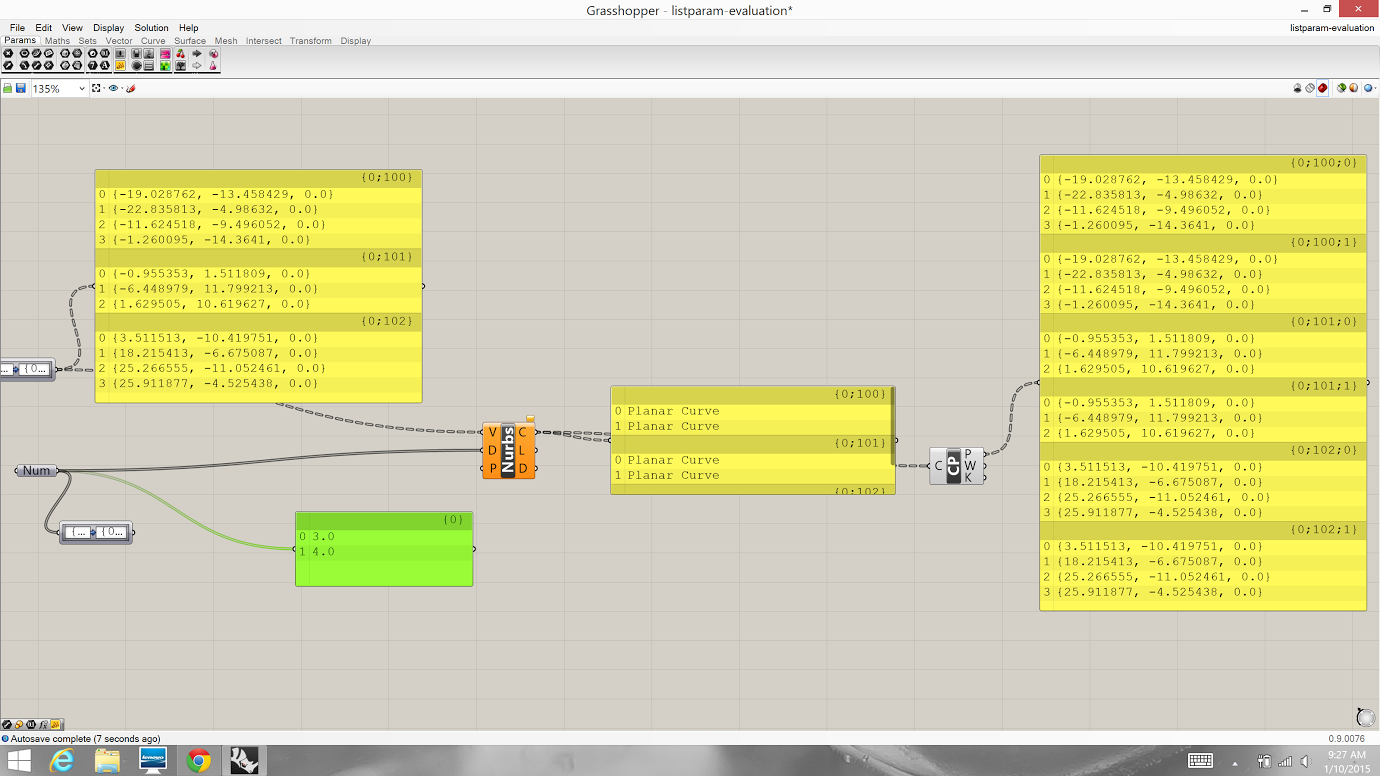 Grasshopper - listparam-evaluation*
File Edit View Display Solution Help
listparam-evaluation
Params Maths Sets Vector Curve Surface Mesh Intersect Transform Display
135%
{0;100}
0 {-19.028762, -13.458429, 0.0}
1 {-22.835813, -4.98632, 0.0}
2 {-11.624518, -9.496052, 0.0}
3 {-1.260095, -14.3641, 0.0}
{0;101}
0 {-0.955353, 1.511809, 0.0}
1 {-6.448979, 11.799213, 0.0}
2 {1.629505, 10.619627, 0.0}
{0;102}
0 {3.511513, -10.419751, 0.0}
1 {18.215413, -6.675087, 0.0}
2 {25.266555, -11.052461, 0.0}
3 {25.911877, -4.525438, 0.0}
... {0...
Num
{... {0...
{0}
0 3.0
1 4.0
V C
D L
P D
Nurbs
{0;100}
0 Planar Curve
1 Planar Curve
{0;101}
0 Planar Curve
1 Planar Curve
{0;102}
C CP P
W
K
{0;100;0}
0 {-19.028762, -13.458429, 0.0}
1 {-22.835813, -4.98632, 0.0}
2 {-11.624518, -9.496052, 0.0}
3 {-1.260095, -14.3641, 0.0}
{0;100;1}
0 {-19.028762, -13.458429, 0.0}
1 {-22.835813, -4.98632, 0.0}
2 {-11.624518, -9.496052, 0.0}
3 {-1.260095, -14.3641, 0.0}
{0;101;0}
0 {-0.955353, 1.511809, 0.0}
1 {-6.448979, 11.799213, 0.0}
2 {1.629505, 10.619627, 0.0}
{0;101;1}
0 {-0.955353, 1.511809, 0.0}
1 {-6.448979, 11.799213, 0.0}
2 {1.629505, 10.619627, 0.0}
{0;102;0}
0 {3.511513, -10.419751, 0.0}
1 {18.215413, -6.675087, 0.0}
2 {25.266555, -11.052461, 0.0}
3 {25.911877, -4.525438, 0.0}
{0;102;1}
0 {3.511513, -10.419751, 0.0}
1 {18.215413, -6.675087, 0.0}
2 {25.266555, -11.052461, 0.0}
3 {25.911877, -4.525438, 0.0}
Autosave complete (7 seconds ago)
0.9.0076
lenovo
9:27 AM
1/10/2015